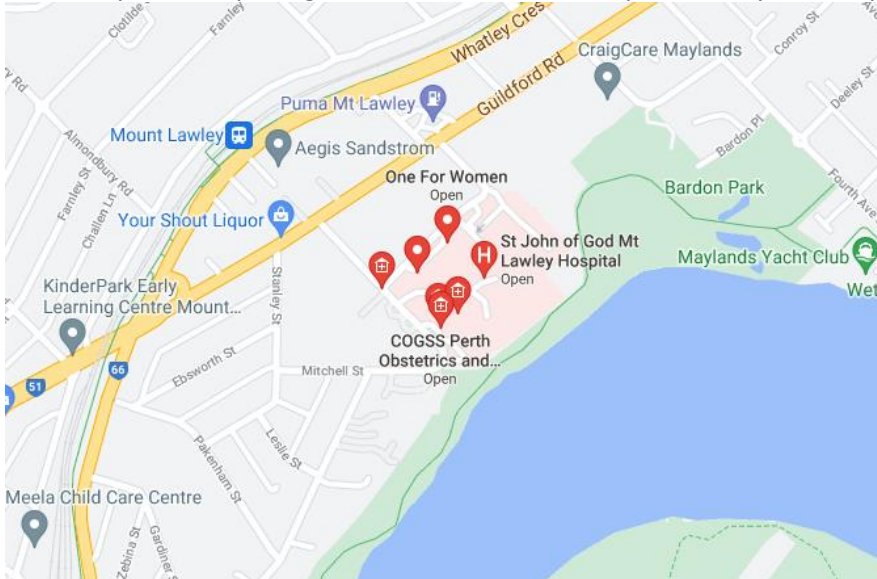 Clotilde
Farnley
Whatley Cres
CraigCare Maylands
Conroy St
Guildford Rd
Deeley St
Puma Mt Lawley
Mount Lawley
Almondbury Rd
Aegis Sandstrom
Bardon Pl
One For Women
Open
Bardon Park
Fourth Ave
Farnley St
Challen Ln
Your Shout Liquor
St John of God Mt
Lawley Hospital
Open
Maylands Yacht Club
Wet
KinderPark Early
Learning Centre Mount...
Stanley St
COGSS Perth
Obstetrics and...
Open
Ebsworth St
Mitchell St
51
66
Leslie St
Pakenham St
Meela Child Care Centre
Zebina St
Gardiner St
H